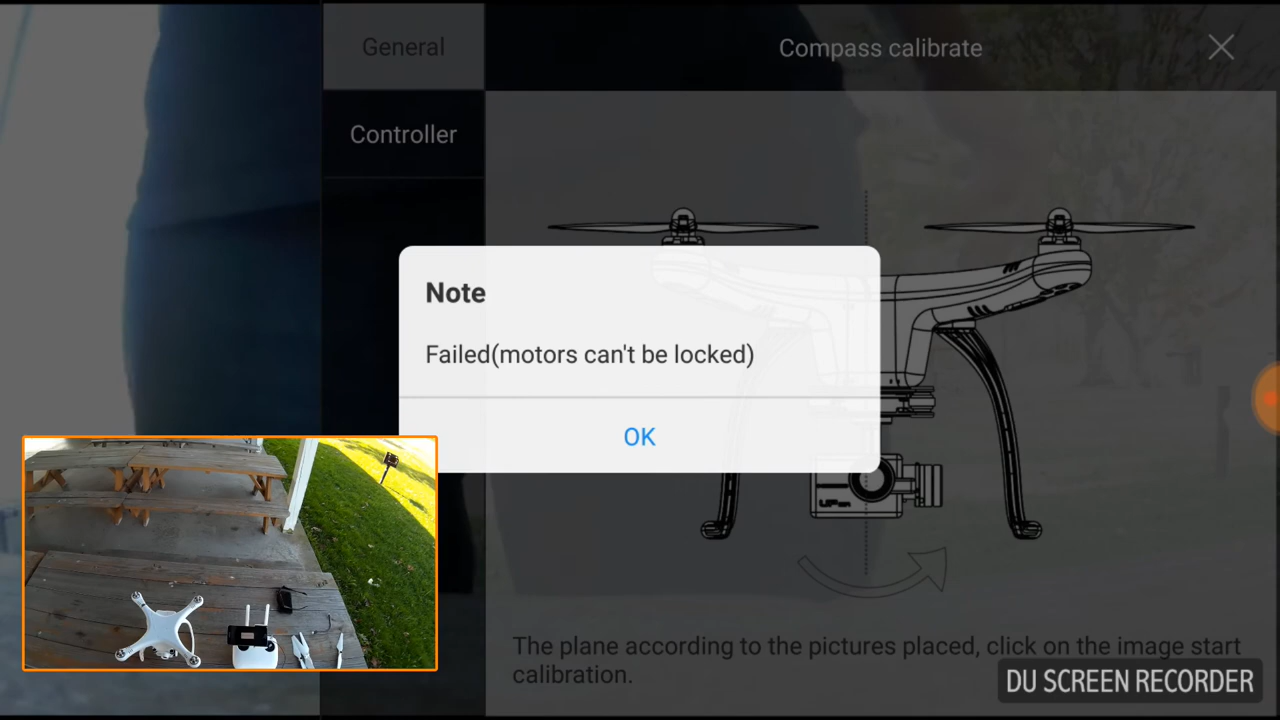 General
Compass calibrate
Controller
Note
Failed(motors can't be locked)
OK
The plane according to the pictures placed, click on the image start
calibration.
DU SCREEN RECORDER